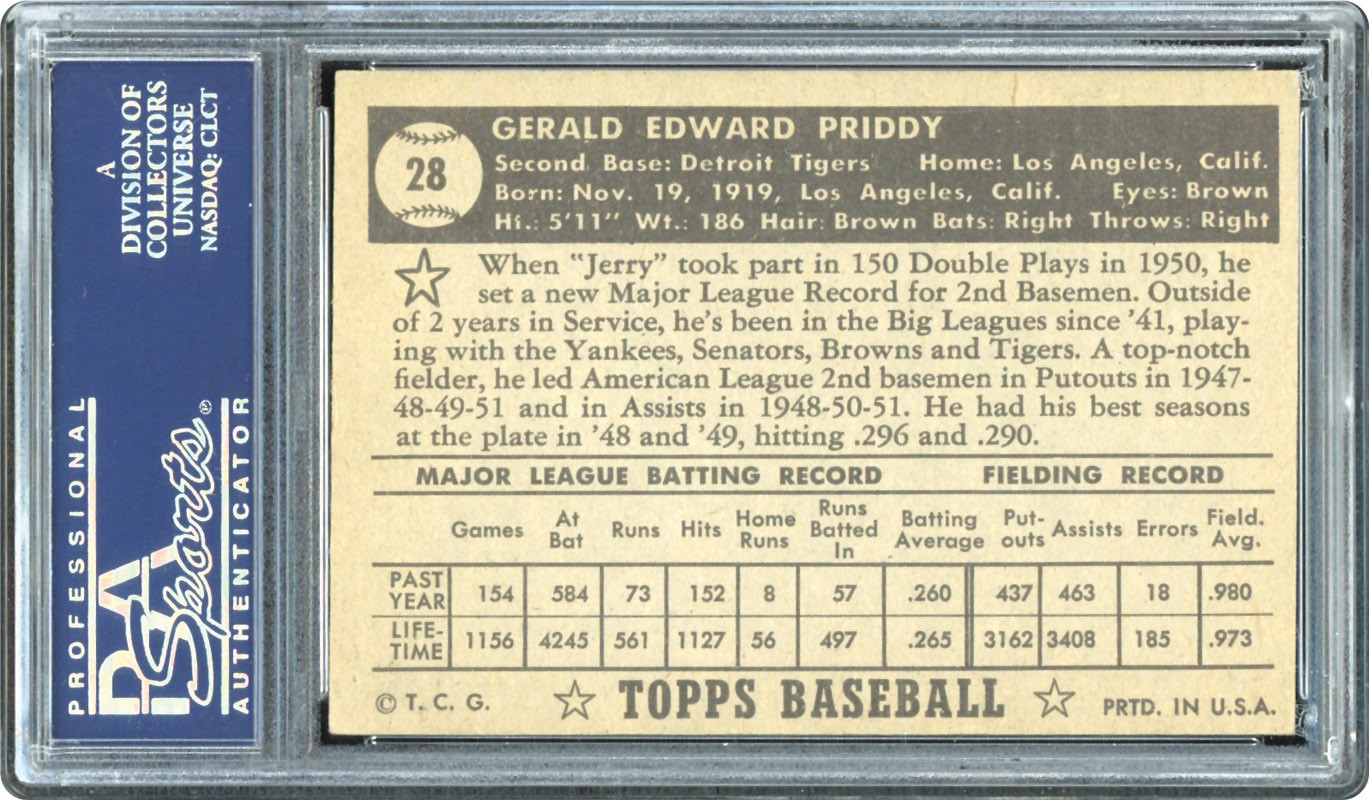 A
DIVISION OF
COLLECTORS
UNIVERSE
NASDAQ: CLCT
PROFESSIONAL
PSA
Sports®
AUTHENTICATOR
28
GERALD EDWARD PRIDDY
Second Base: Detroit Tigers Home: Los Angeles, Calif.
Born: Nov. 19, 1919, Los Angeles, Calif. Eyes: Brown
Ht.: 5'11" Wt.: 186 Hair: Brown Bats: Right Throws: Right
When "Jerry" took part in 150 Double Plays in 1950, he
set a new Major League Record for 2nd Basemen. Outside
of 2 years in Service, he's been in the Big Leagues since '41, play-
ing with the Yankees, Senators, Browns and Tigers. A top-notch
fielder, he led American League 2nd basemen in Putouts in 1947-
48-49-51 and in Assists in 1948-50-51. He had his best seasons
at the plate in '48 and '49, hitting .296 and .290.
MAJOR LEAGUE BATTING RECORD FIELDING RECORD
Games At Bat Runs Hits Home Runs Runs Batted In Batting Average Put-outs Assists Errors Field. Avg.
PAST YEAR 154 584 73 152 8 57 .260 437 463 18 .980
LIFE-TIME 1156 4245 561 1127 56 497 .265 3162 3408 185 .973
© T. C. G. TOPPS BASEBALL PRTD. IN U.S.A.